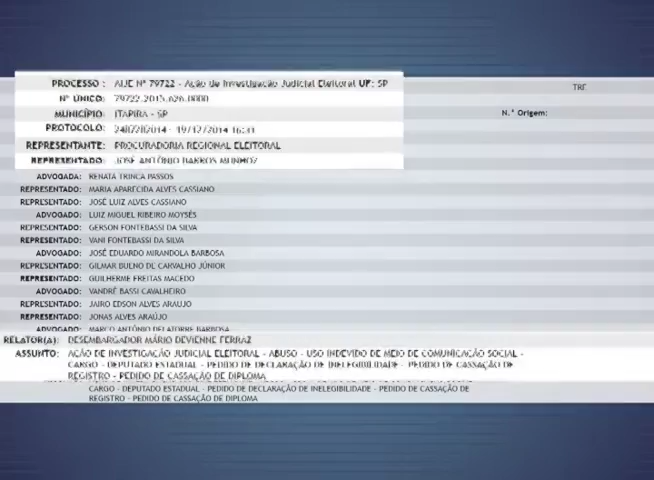 PROCESSO : AIJE Nº 79722 - Ação de Investigação Judicial Eleitoral UF: SP
TRE
Nº ÚNICO: 79722.2015.626.0000
MUNICÍPIO: ITAPIRA - SP
N.º Origem:
PROTOCOLO: 19/12/2014 16:31
REPRESENTANTE: PROCURADORIA REGIONAL ELEITORAL
REPRESENTADO: JOSÉ ANTÔNIO BARROS MUNHOZ
ADVOGADA: RENATA TRINCA PASSOS
REPRESENTADO: MARIA APARECIDA ALVES CASSIANO
REPRESENTADO: JOSÉ LUIZ ALVES CASSIANO
ADVOGADO: LUIZ MIGUEL RIBEIRO MOYSÉS
REPRESENTADO: GERSON FONTEBASSI DA SILVA
REPRESENTADO: VANI FONTEBASSI DA SILVA
ADVOGADO: JOSÉ EDUARDO MIRANDOLA BARBOSA
REPRESENTADO: GILMAR BUENO DE CARVALHO JÚNIOR
REPRESENTADO: GUILHERME FREITAS MACEDO
ADVOGADO: VANDRÉ BASSI CAVALHEIRO
REPRESENTADO: JAIRO EDSON ALVES ARAUJO
REPRESENTADO: JONAS ALVES ARAÚJO
ADVOGADO: MARCO ANTÔNIO DELATORRE BARBOSA
RELATOR(A): DESEMBARGADOR MÁRIO DEVIENNE FERRAZ
ASSUNTO: AÇÃO DE INVESTIGAÇÃO JUDICIAL ELEITORAL - ABUSO - USO INDEVIDO DE MEIO DE COMUNICAÇÃO SOCIAL -
CARGO - DEPUTADO ESTADUAL - PEDIDO DE DECLARAÇÃO DE INELEGIBILIDADE - PEDIDO DE CASSAÇÃO DE
REGISTRO - PEDIDO DE CASSAÇÃO DE DIPLOMA
CARGO - DEPUTADO ESTADUAL - PEDIDO DE DECLARAÇÃO DE INELEGIBILIDADE - PEDIDO DE CASSAÇÃO DE
REGISTRO - PEDIDO DE CASSAÇÃO DE DIPLOMA